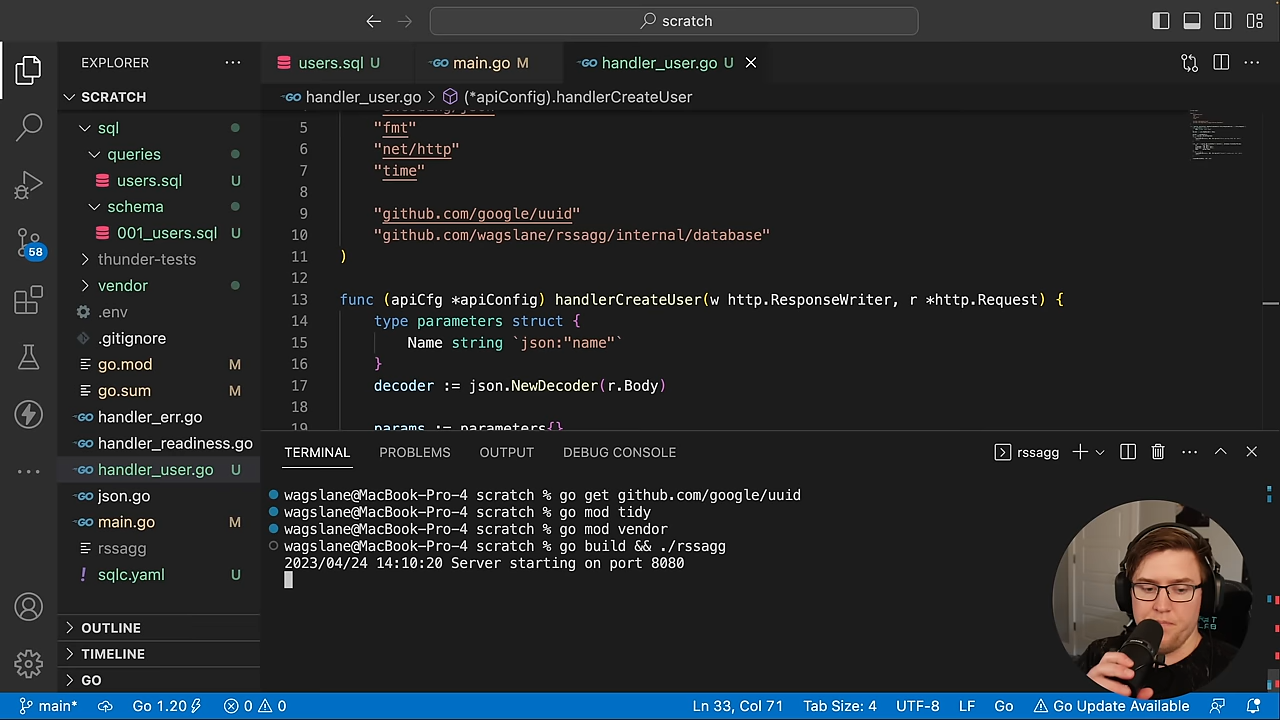 scratch
EXPLORER
SCRATCH
sql
queries
users.sql U
schema
001_users.sql U
thunder-tests
vendor
.env
.gitignore
go.mod M
go.sum M
handler_err.go
handler_readiness.go
handler_user.go U
json.go
main.go M
rssagg
sqlc.yaml U
OUTLINE
TIMELINE
GO
58
users.sql U
main.go M
handler_user.go U
handler_user.go > (*apiConfig).handlerCreateUser
5 "fmt"
6 "net/http"
7 "time"
8
9 "github.com/google/uuid"
10 "github.com/wagslane/rssagg/internal/database"
11 )
12
13 func (apiCfg *apiConfig) handlerCreateUser(w http.ResponseWriter, r *http.Request) {
14 type parameters struct {
15 Name string `json:"name"`
16 }
17 decoder := json.NewDecoder(r.Body)
18
19 params := parameters{}
TERMINAL PROBLEMS OUTPUT DEBUG CONSOLE
rssagg
wagslane@MacBook-Pro-4 scratch % go get github.com/google/uuid
wagslane@MacBook-Pro-4 scratch % go mod tidy
wagslane@MacBook-Pro-4 scratch % go mod vendor
wagslane@MacBook-Pro-4 scratch % go build && ./rssagg
2023/04/24 14:10:20 Server starting on port 8080
main* Go 1.20 0 0 Ln 33, Col 71 Tab Size: 4 UTF-8 LF Go Go Update Available